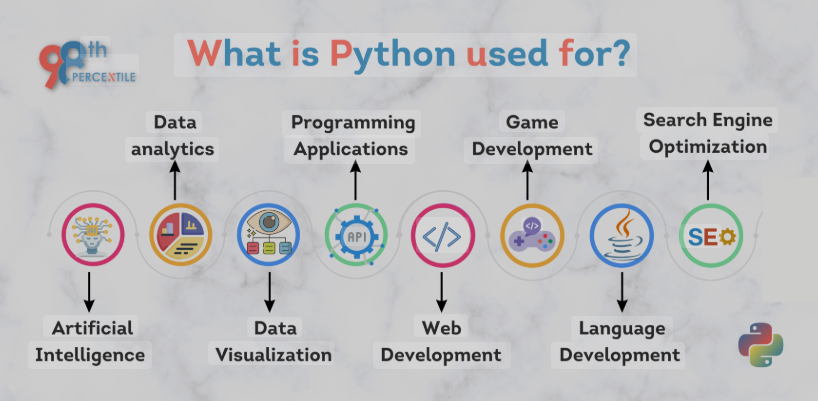 98th
PERCENTILE
What is Python used for?
Data
analytics
Programming
Applications
Game
Development
Search Engine
Optimization
API
</>
</>
SEO
Artificial
Intelligence
Data
Visualization
Web
Development
Language
Development